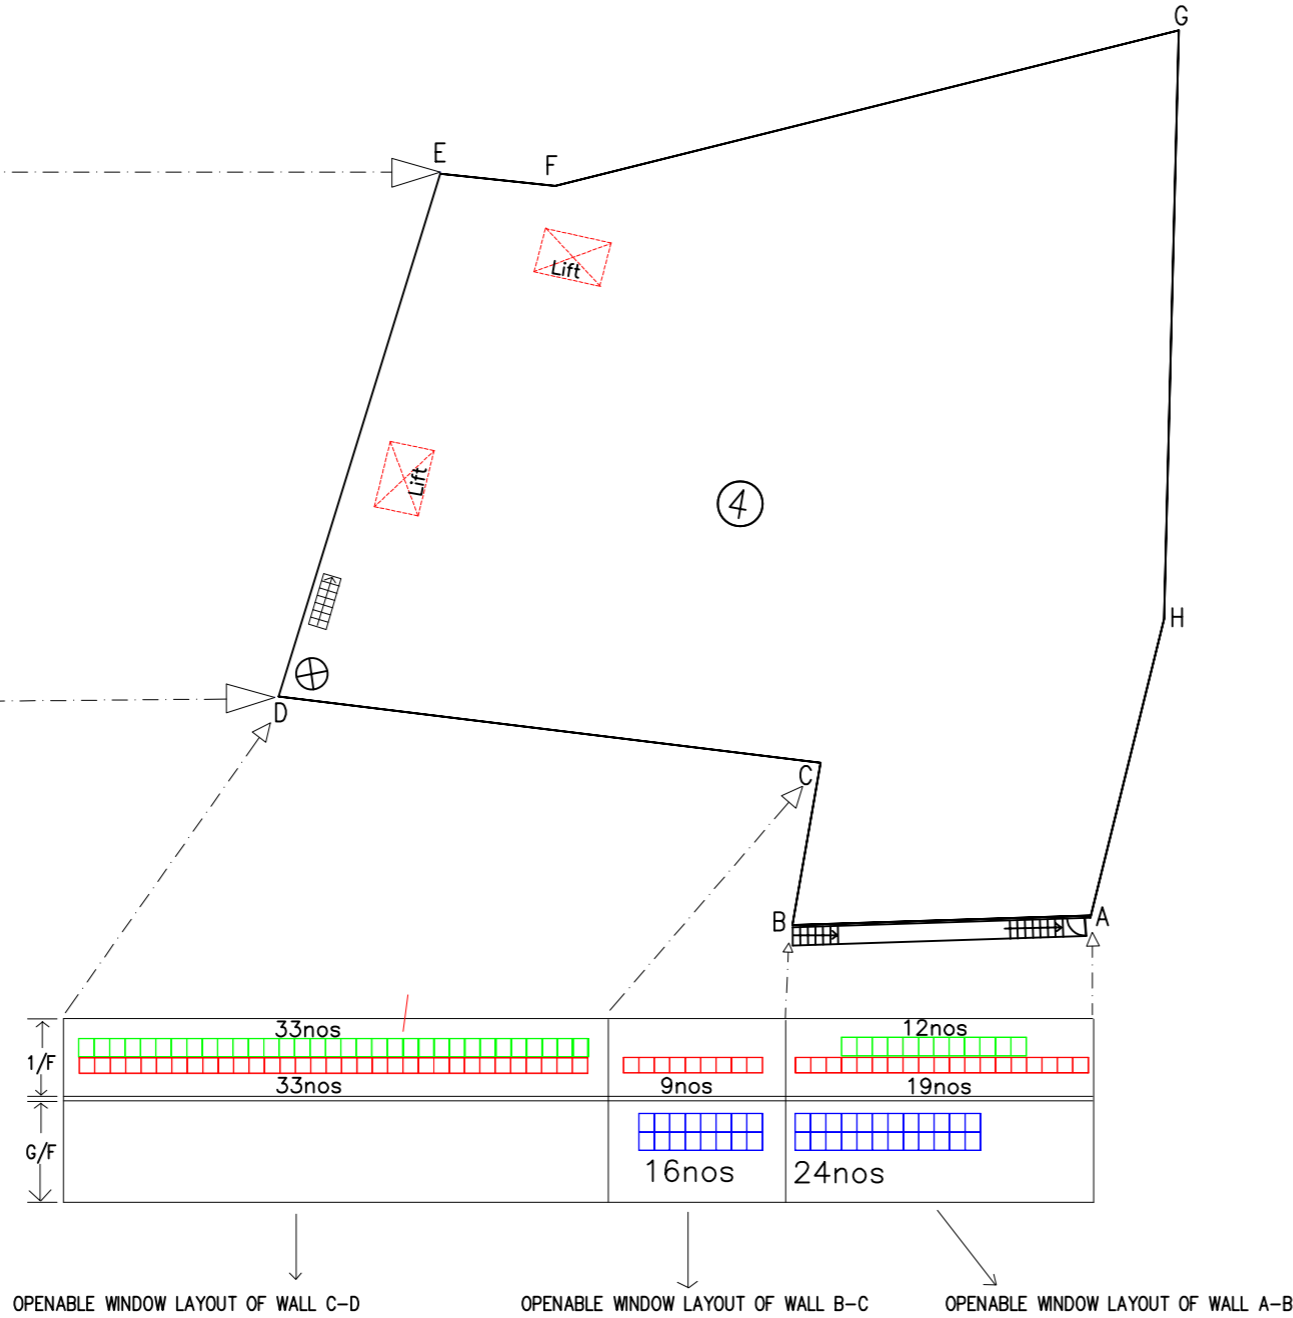 G
E
F
Lift
Lift
4
H
D
C
B
A
33nos
12nos
1/F
33nos
9nos
19nos
G/F
16nos
24nos
OPENABLE WINDOW LAYOUT OF WALL C-D
OPENABLE WINDOW LAYOUT OF WALL B-C
OPENABLE WINDOW LAYOUT OF WALL A-B